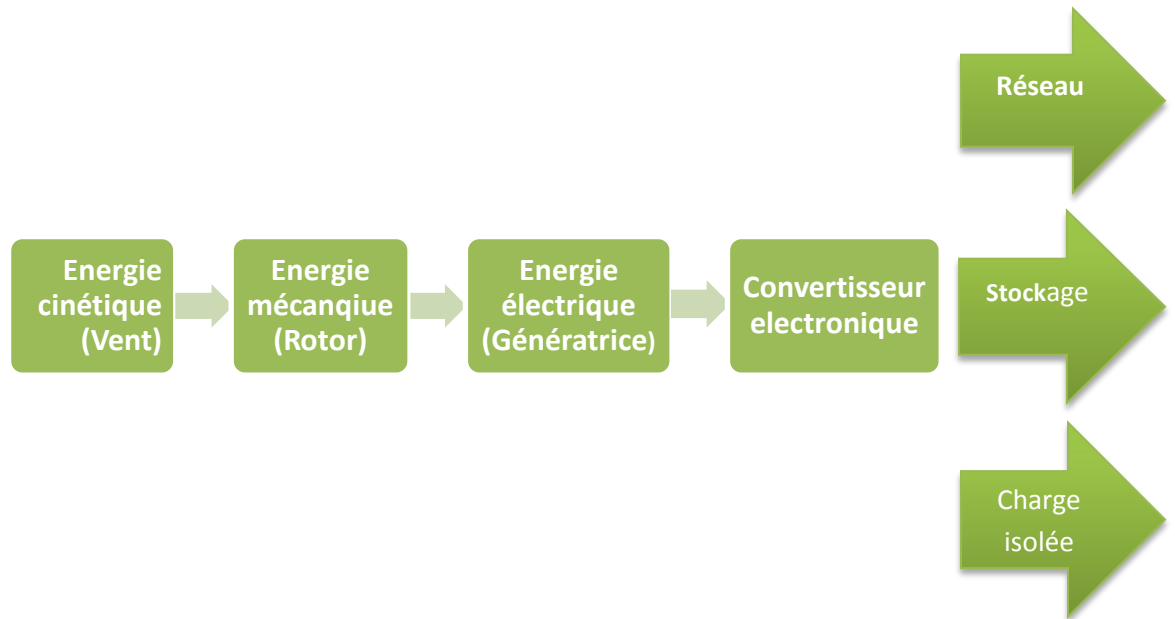 Energie
cinétique
(Vent)
Energie
mécanqiue
(Rotor)
Energie
électrique
(Génératrice)
Convertisseur
electronique
Réseau
Stockage
Charge
isolée